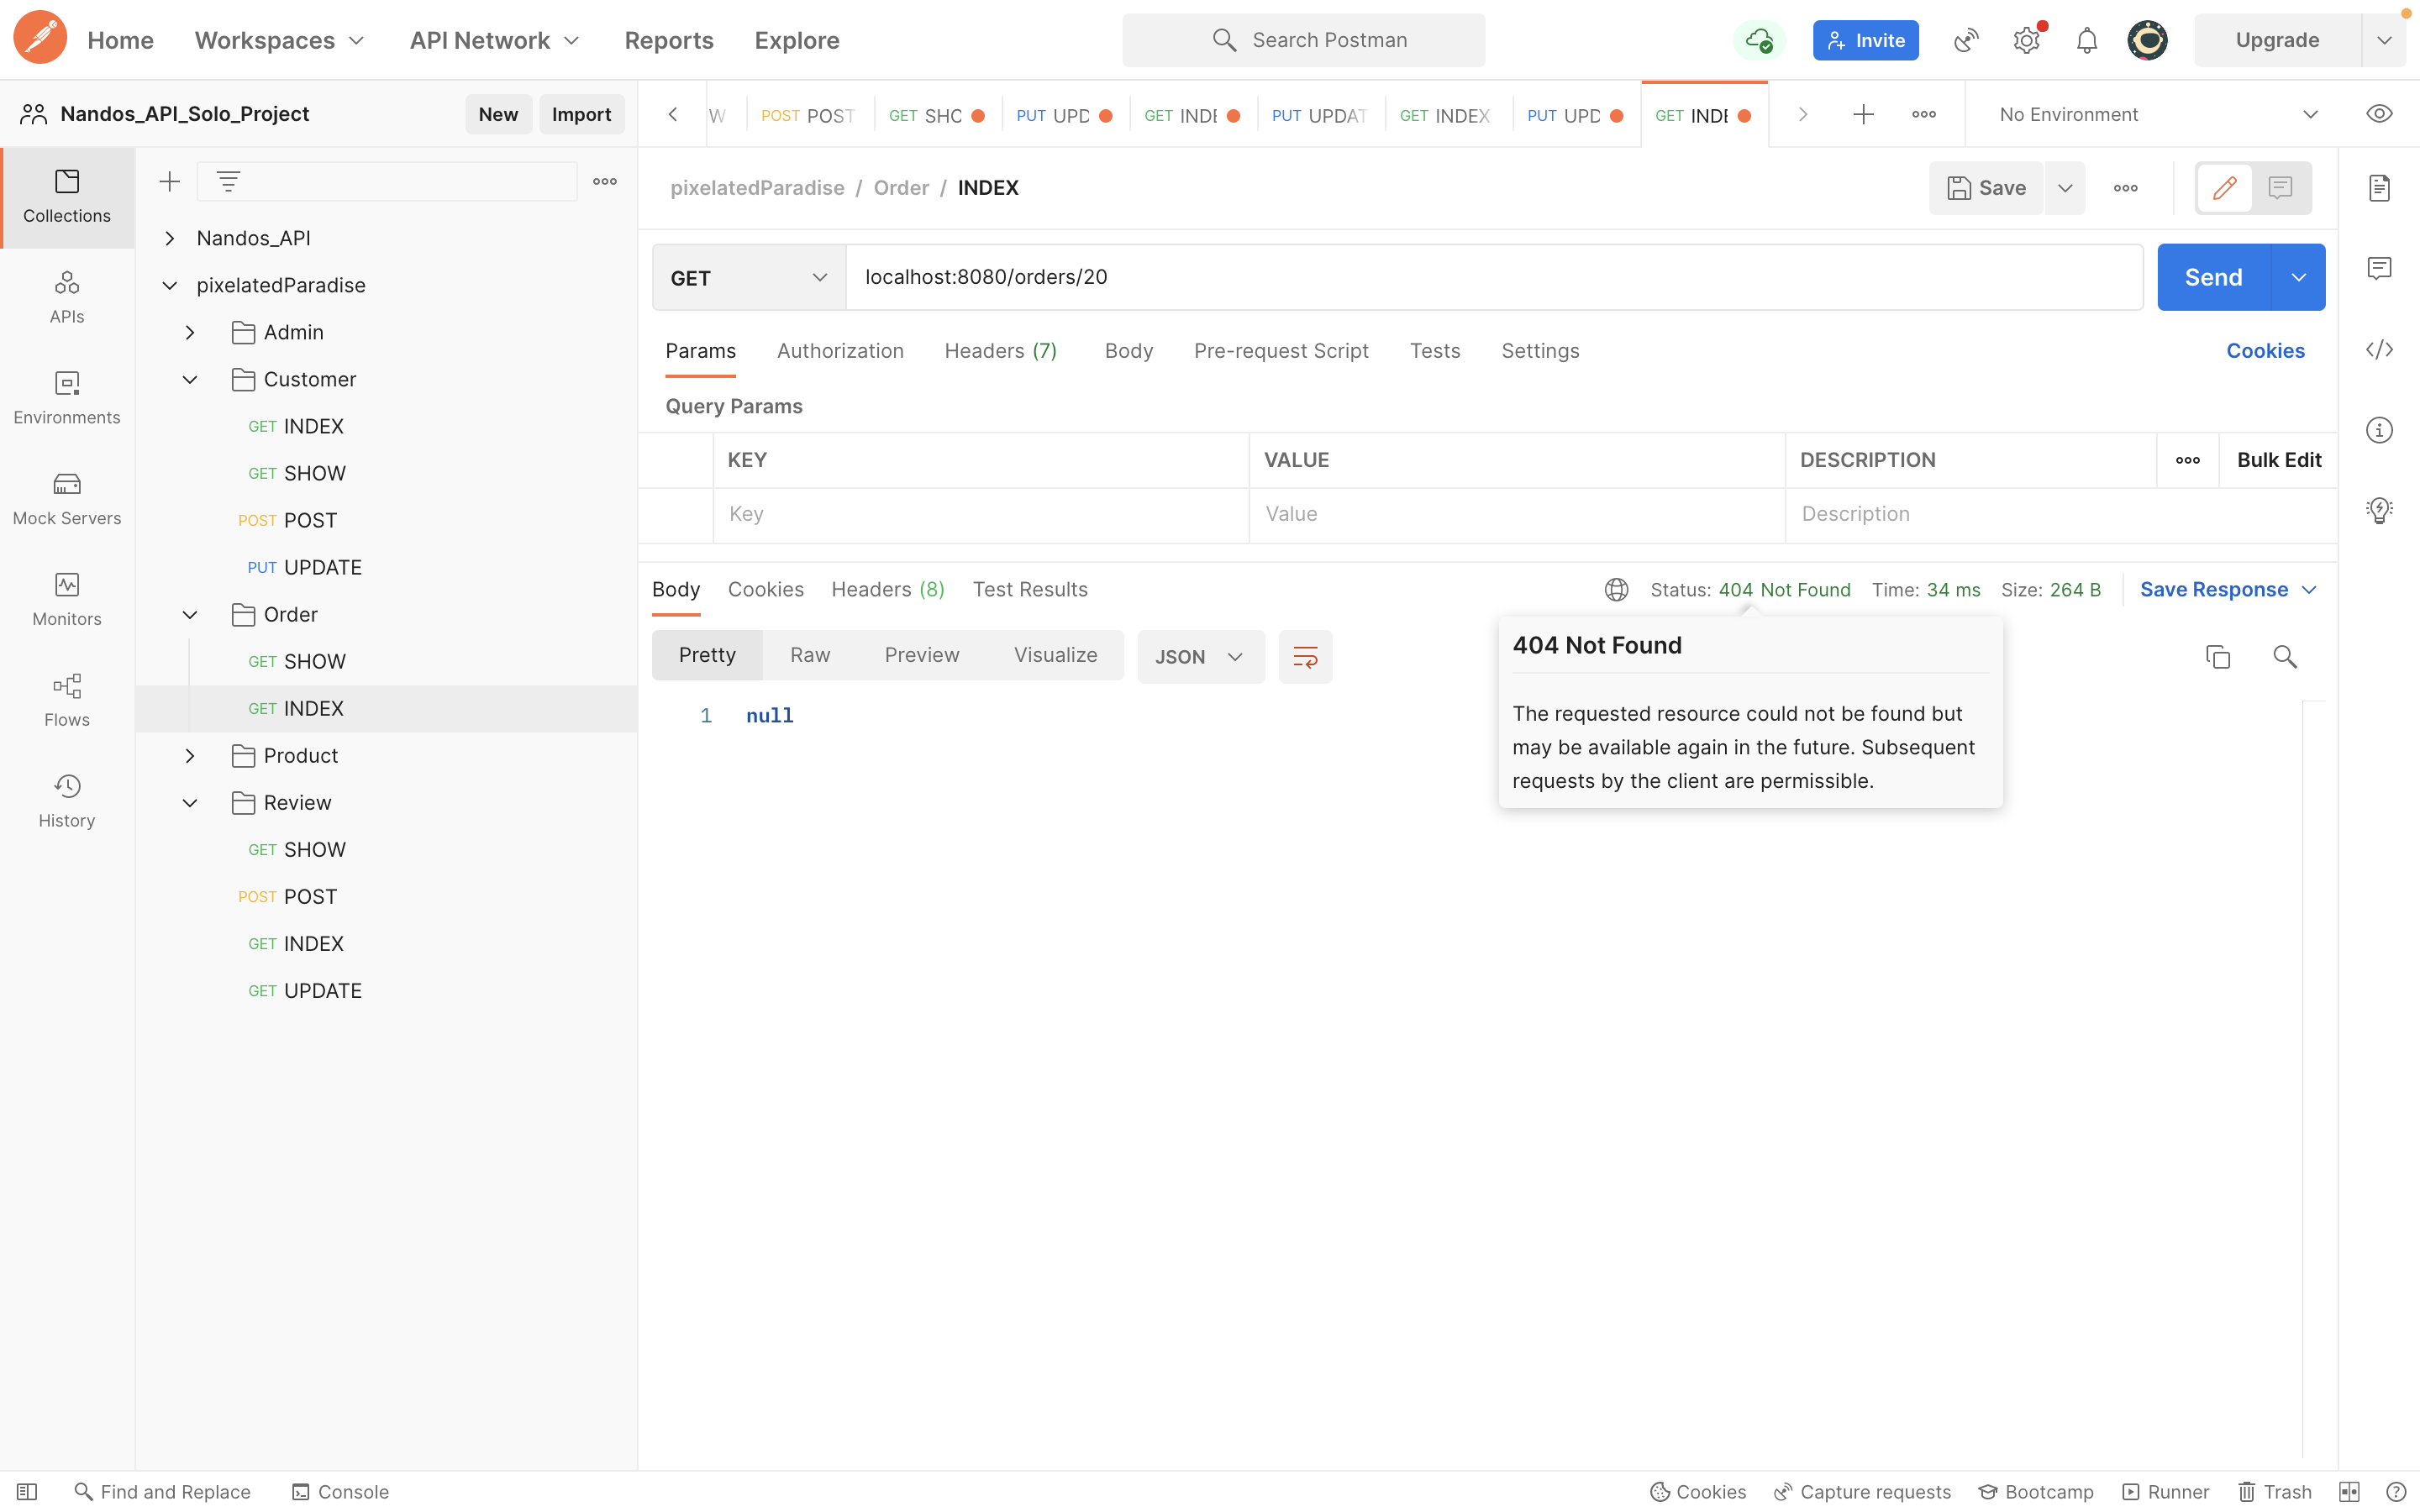 Home Workspaces API Network Reports Explore Search Postman Invite Upgrade
Nandos_API_Solo_Project New Import
W POST POST GET SHO PUT UPD GET INDE PUT UPDAT GET INDEX PUT UPD GET INDE No Environment
Collections
APIs
Environments
Mock Servers
Monitors
Flows
History
Nandos_API
pixelatedParadise
Admin
Customer
GET INDEX
GET SHOW
POST POST
PUT UPDATE
Order
GET SHOW
GET INDEX
Product
Review
GET SHOW
POST POST
GET INDEX
GET UPDATE
pixelatedParadise / Order / INDEX Save
GET localhost:8080/orders/20 Send
Params Authorization Headers (7) Body Pre-request Script Tests Settings Cookies
Query Params
KEY VALUE DESCRIPTION Bulk Edit
Key Value Description
Body Cookies Headers (8) Test Results Status: 404 Not Found Time: 34 ms Size: 264 B Save Response
Pretty Raw Preview Visualize JSON
1 null
404 Not Found
The requested resource could not be found but
may be available again in the future. Subsequent
requests by the client are permissible.
Find and Replace Console Cookies Capture requests Bootcamp Runner Trash